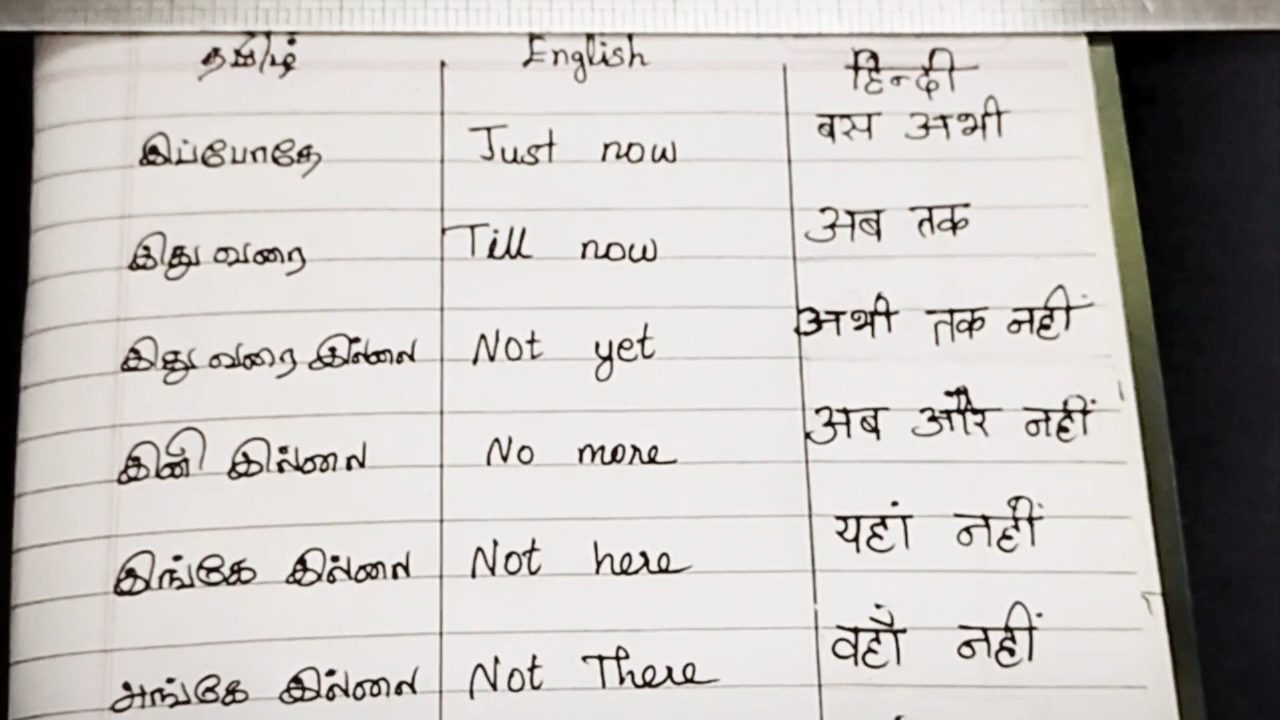 தமிழ் English हिन्दी
இப்போதே Just now बस अभी
இது வரை Till now अब तक
இது வரை இல்லை Not yet अभी तक नहीं
இனி இல்லை No more अब और नहीं
இங்கே இல்லை Not here यहां नहीं
அங்கே இல்லை Not There वहाँ नहीं